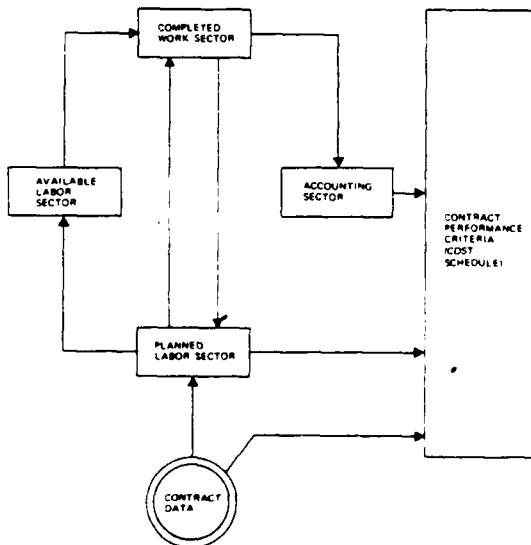 COMPLETED
WORK SECTOR
AVAILABLE
LABOR
SECTOR
ACCOUNTING
SECTOR
CONTRACT
PERFORMANCE
CRITERIA
(COST
SCHEDULE)
PLANNED
LABOR SECTOR
CONTRACT
DATA